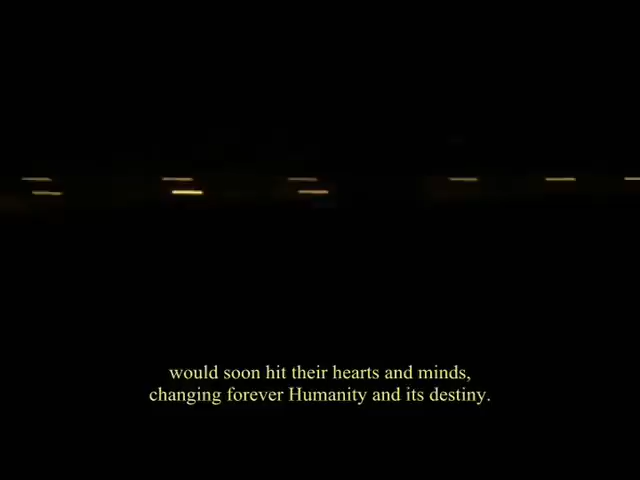 would soon hit their hearts and minds,
changing forever Humanity and its destiny.